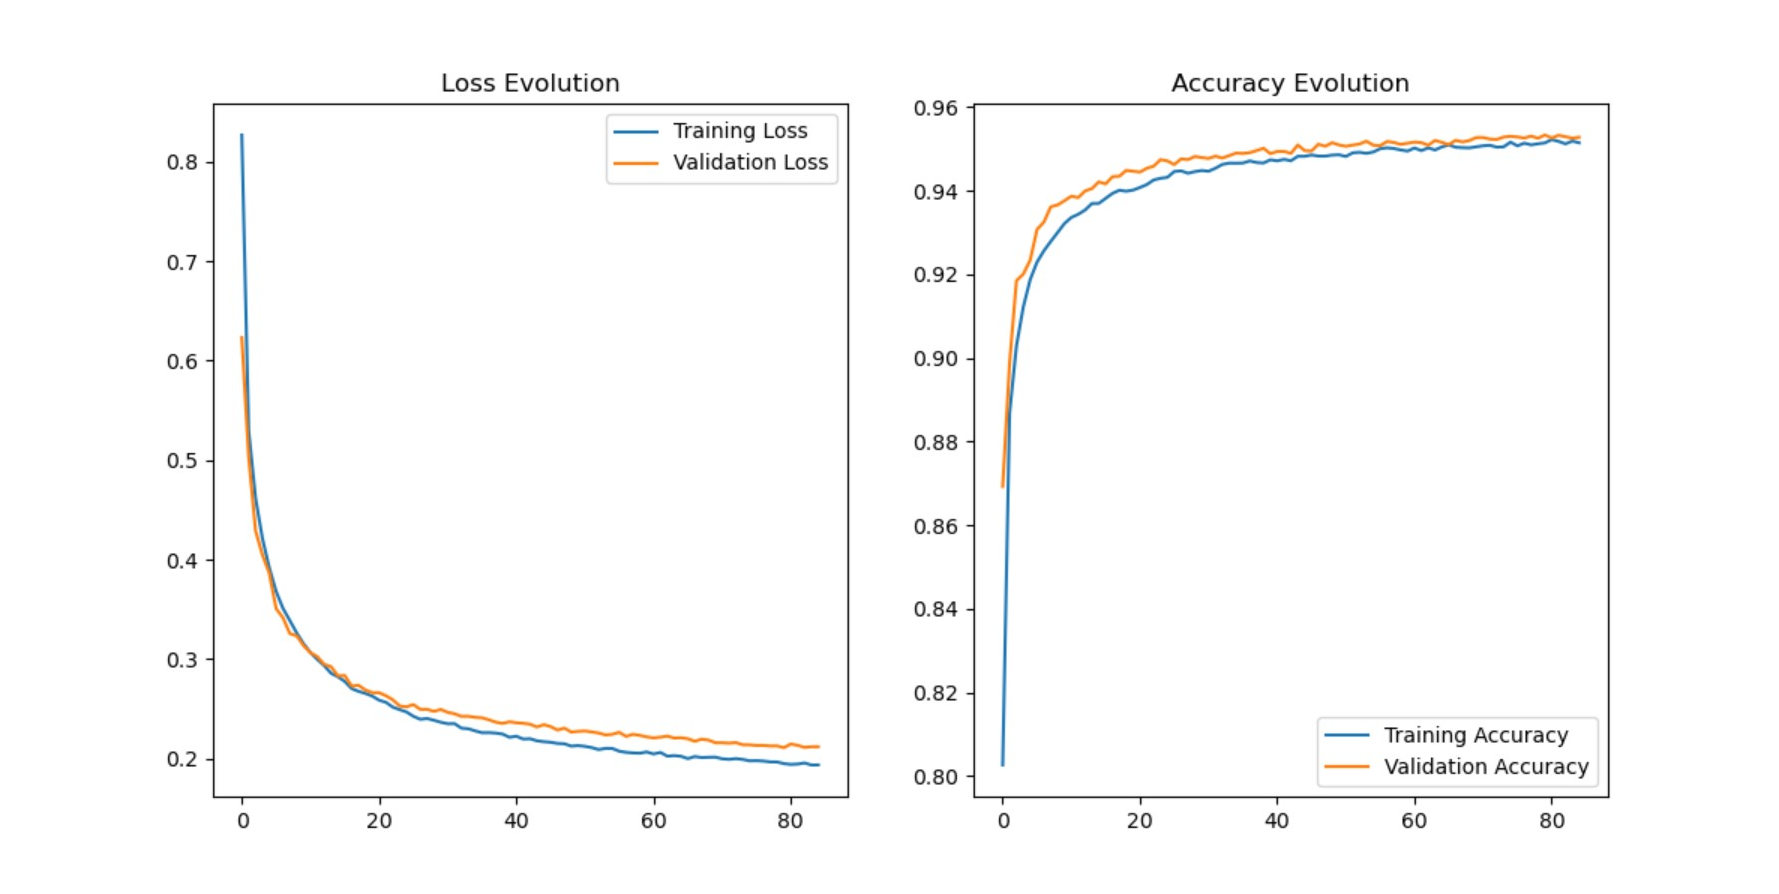 Loss Evolution
Training Loss
Validation Loss
0.8
0.7
0.6
0.5
0.4
0.3
0.2
0 20 40 60 80
Accuracy Evolution
0.96
0.94
0.92
0.90
0.88
0.86
0.84
0.82
0.80
Training Accuracy
Validation Accuracy
0 20 40 60 80